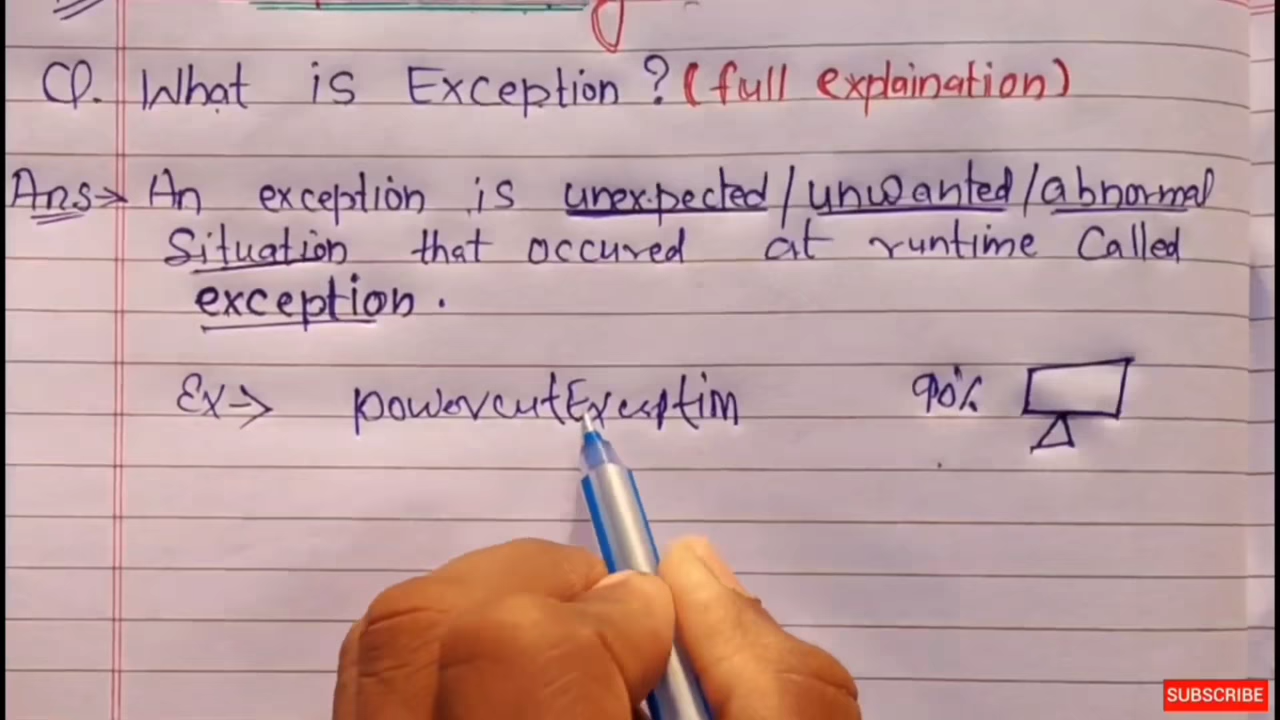 Q. What is Exception? (full explaination)
Ans→ An exception is unexpected/unwanted/abnormal
Situation that occured at runtime called
exception.
Ex→ powercutException 90%
SUBSCRIBE